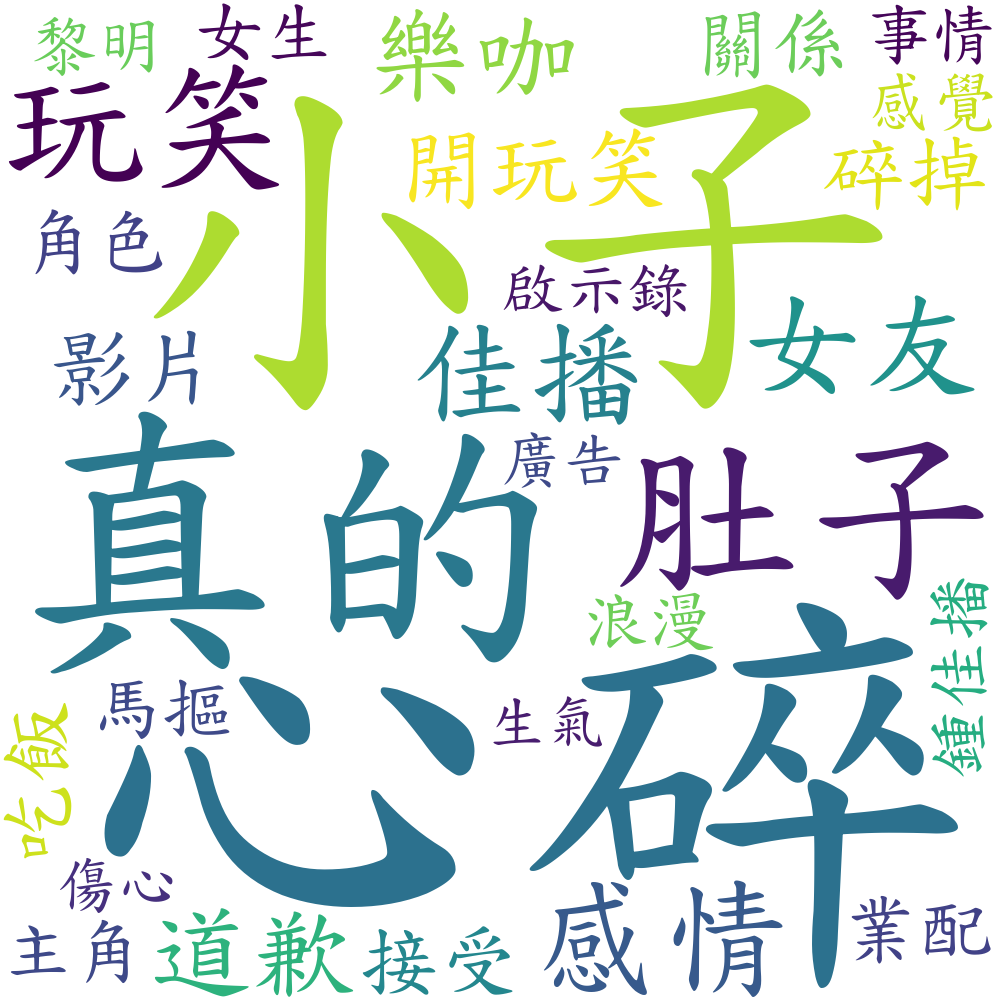 黎明
女生
樂咖
關係
事情
玩笑
小子
開玩笑
感覺
碎掉
角色
啟示錄
影片
佳播
女友
真的
廣告
肚子
心碎
浪漫
鍾佳播
馬摳
生氣
吃飯
傷心
主角
道歉
接受
感情
業配